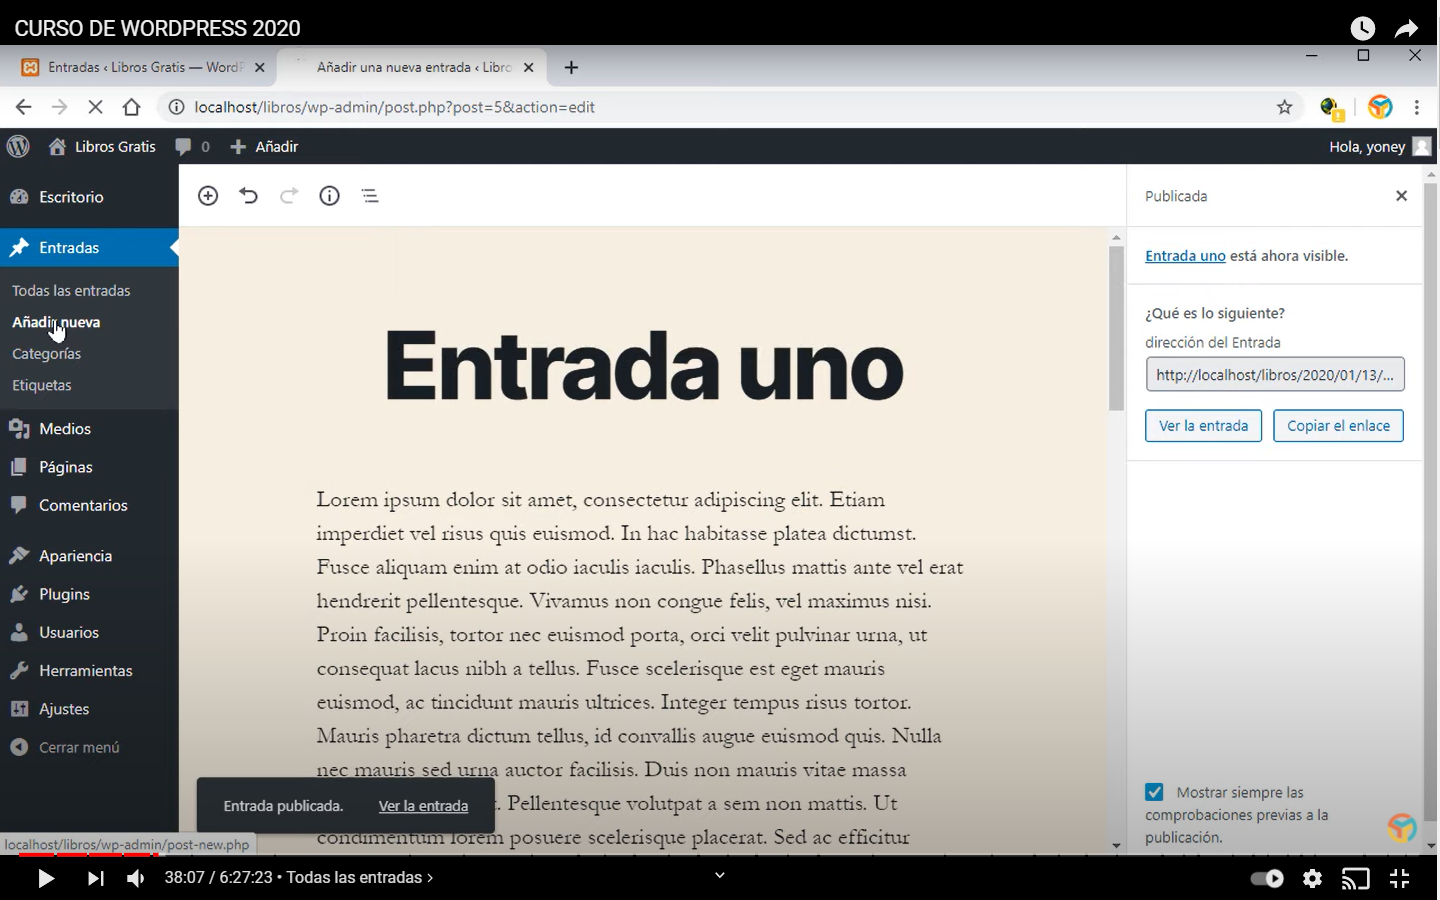 CURSO DE WORDPRESS 2020
Entradas ‹ Libros Gratis — WordP
Añadir una nueva entrada ‹ Libro
localhost/libros/wp-admin/post.php?post=5&action=edit
Libros Gratis
0
Añadir
Hola, yoney
Escritorio
Entradas
Todas las entradas
Añadir nueva
Categorías
Etiquetas
Medios
Páginas
Comentarios
Apariencia
Plugins
Usuarios
Herramientas
Ajustes
Cerrar menú
localhost/libros/wp-admin/post-new.php
Entrada uno
Lorem ipsum dolor sit amet, consectetur adipiscing elit. Etiam
imperdiet vel risus quis euismod. In hac habitasse platea dictumst.
Fusce aliquam enim at odio iaculis iaculis. Phasellus mattis ante vel erat
hendrerit pellentesque. Vivamus non congue felis, vel maximus nisi.
Proin facilisis, tortor nec euismod porta, orci velit pulvinar urna, ut
consequat lacus nibh a tellus. Fusce scelerisque est eget mauris
euismod, ac tincidunt mauris ultrices. Integer tempus risus tortor.
Mauris pharetra dictum tellus, id convallis augue euismod quis. Nulla
nec mauris sed urna auctor facilisis. Duis non mauris vitae massa
. Pellentesque volutpat a sem non mattis. Ut
condimentum lorem posuere scelerisque placerat. Sed ac efficitur
Entrada publicada.
Ver la entrada
Publicada
Entrada uno está ahora visible.
¿Qué es lo siguiente?
dirección del Entrada
http://localhost/libros/2020/01/13/...
Ver la entrada
Copiar el enlace
Mostrar siempre las
comprobaciones previas a la
publicación.
38:07 / 6:27:23 • Todas las entradas ›